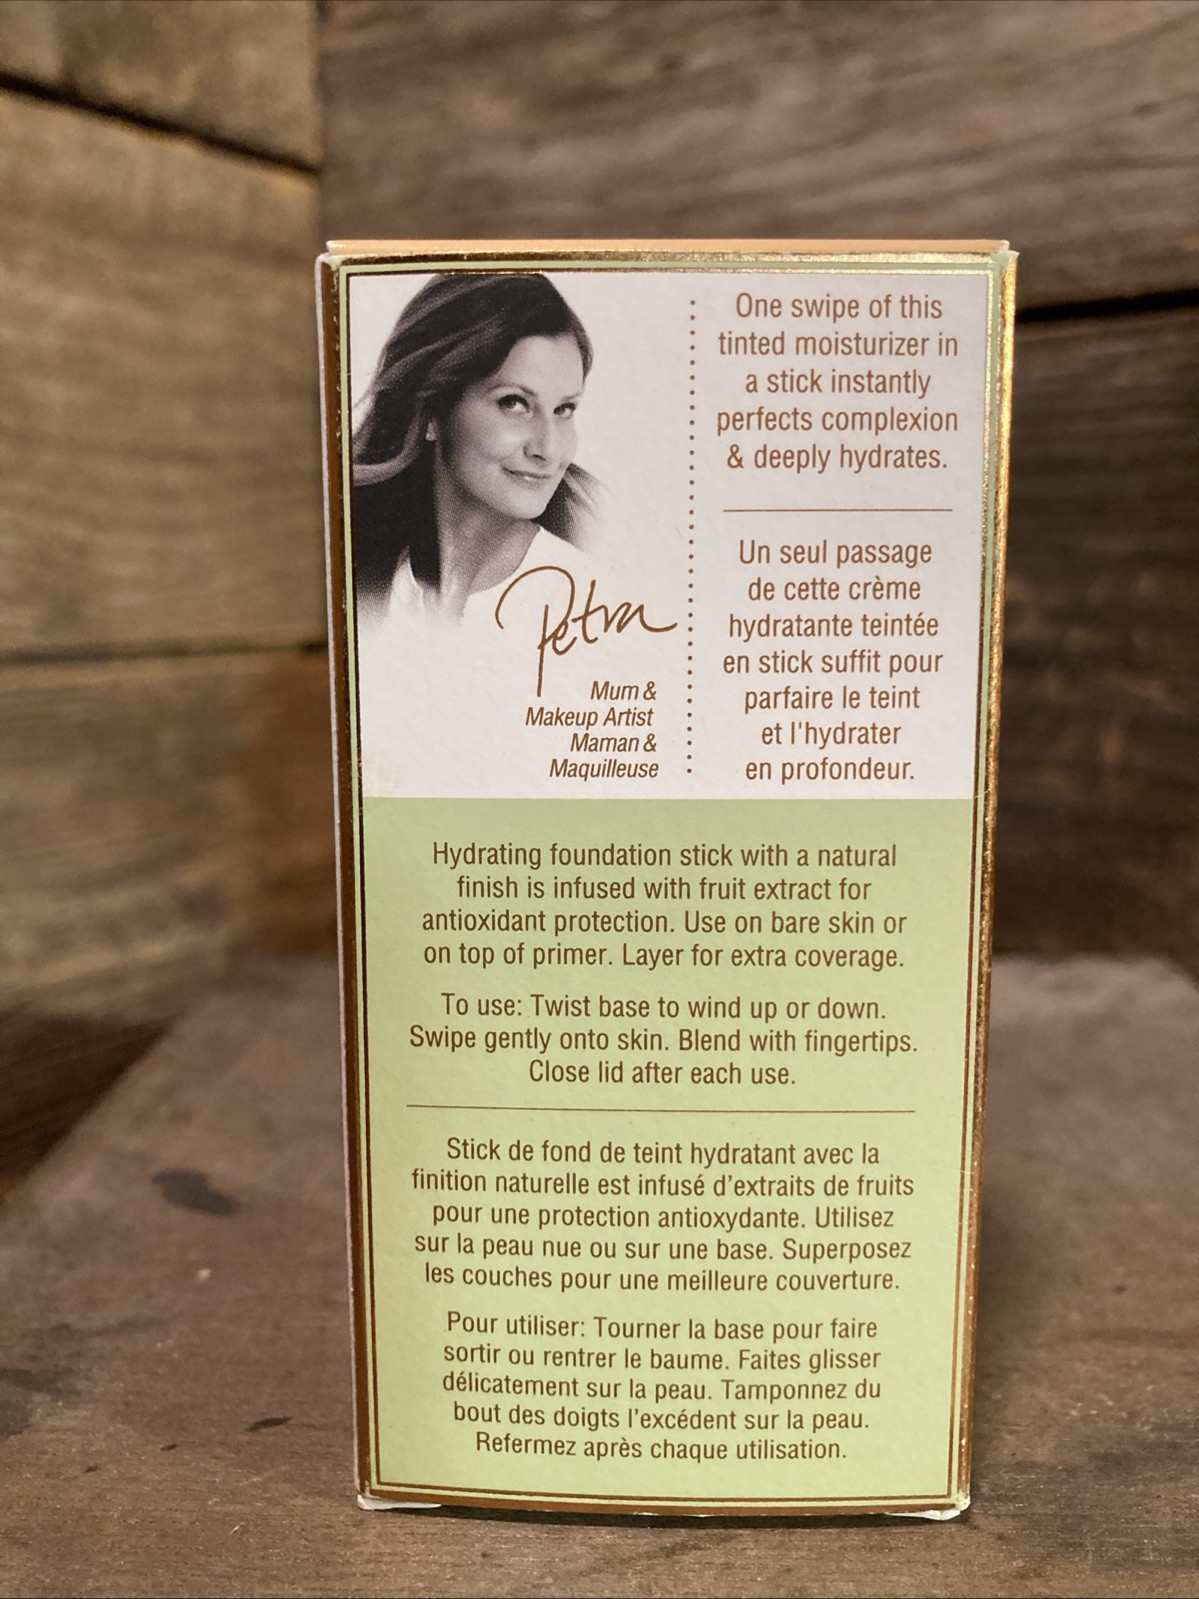 Petra
Mum &
Makeup Artist
Maman &
Maquilleuse
One swipe of this
tinted moisturizer in
a stick instantly
perfects complexion
& deeply hydrates.
Un seul passage
de cette crème
hydratante teintée
en stick suffit pour
parfaire le teint
et l'hydrater
en profondeur.
Hydrating foundation stick with a natural
finish is infused with fruit extract for
antioxidant protection. Use on bare skin or
on top of primer. Layer for extra coverage.
To use: Twist base to wind up or down.
Swipe gently onto skin. Blend with fingertips.
Close lid after each use.
Stick de fond de teint hydratant avec la
finition naturelle est infusé d'extraits de fruits
pour une protection antioxydante. Utilisez
sur la peau nue ou sur une base. Superposez
les couches pour une meilleure couverture.
Pour utiliser: Tourner la base pour faire
sortir ou rentrer le baume. Faites glisser
délicatement sur la peau. Tamponnez du
bout des doigts l'excédent sur la peau.
Refermez après chaque utilisation.